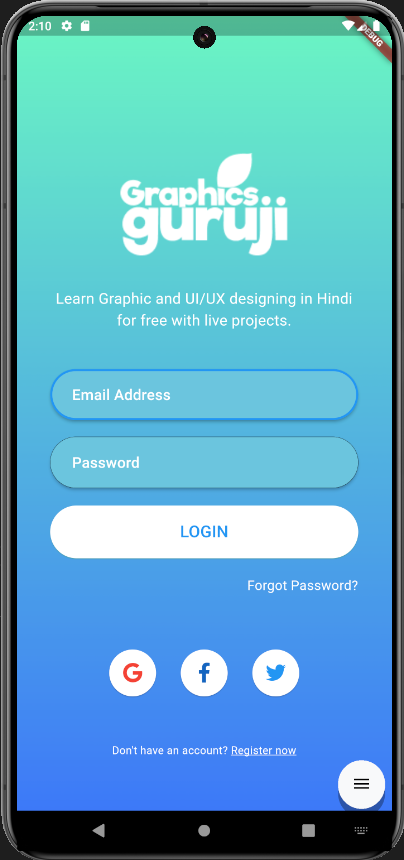 2:10
DEBUG
Graphics
guruji
Learn Graphic and UI/UX designing in Hindi
for free with live projects.
Email Address
Password
LOGIN
Forgot Password?
Don't have an account? Register now